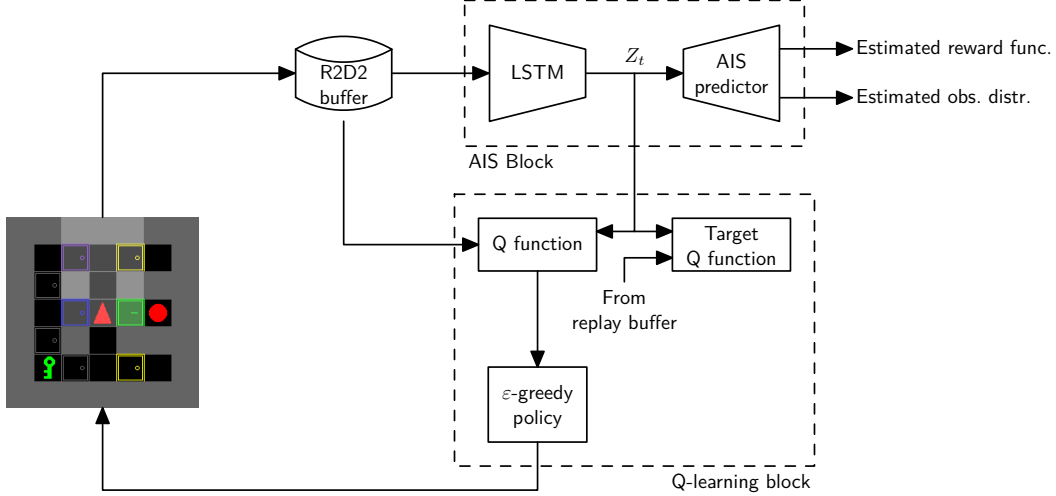 R2D2
buffer
LSTM
Z_t
AIS
predictor
Estimated reward func.
Estimated obs. distr.
AIS Block
Q function
Target
Q function
From
replay buffer
ε-greedy
policy
Q-learning block